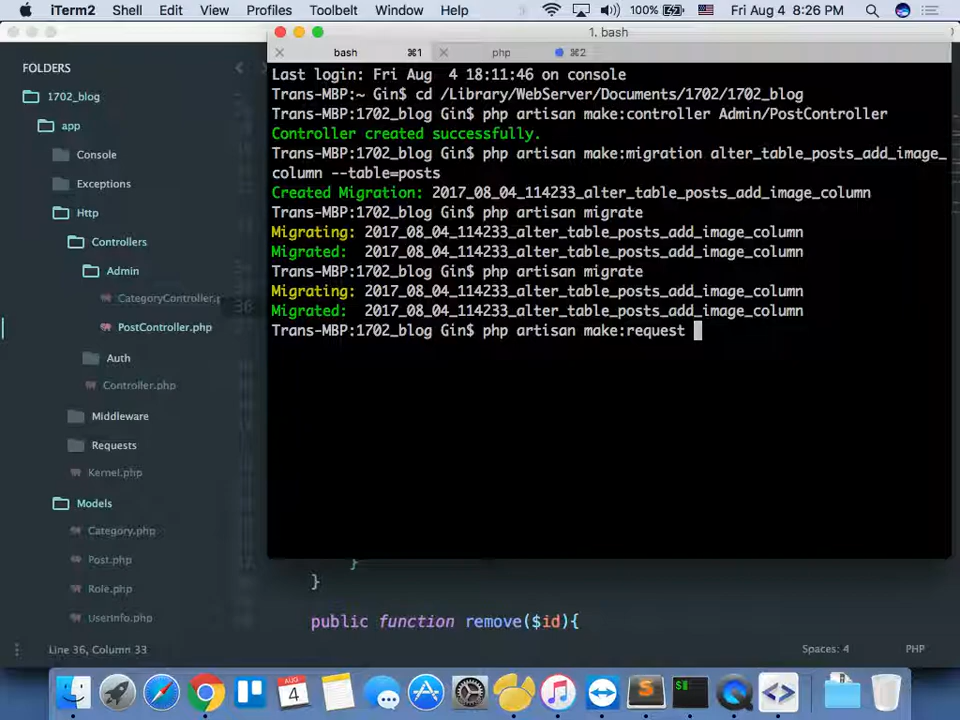 iTerm2 Shell Edit View Profiles Toolbelt Window Help 100% Fri Aug 4 8:26 PM
1. bash
bash ⌘1 php ⌘2
FOLDERS
1702_blog
app
Console
Exceptions
Http
Controllers
Admin
CategoryController.p
PostController.php
Auth
Controller.php
Middleware
Requests
Kernel.php
Models
Category.php
Post.php
Role.php
UserInfo.php
Last login: Fri Aug  4 18:11:46 on console
Trans-MBP:~ Gin$ cd /Library/WebServer/Documents/1702/1702_blog
Trans-MBP:1702_blog Gin$ php artisan make:controller Admin/PostController
Controller created successfully.
Trans-MBP:1702_blog Gin$ php artisan make:migration alter_table_posts_add_image_
column --table=posts
Created Migration: 2017_08_04_114233_alter_table_posts_add_image_column
Trans-MBP:1702_blog Gin$ php artisan migrate
Migrating: 2017_08_04_114233_alter_table_posts_add_image_column
Migrated:  2017_08_04_114233_alter_table_posts_add_image_column
Trans-MBP:1702_blog Gin$ php artisan migrate
Migrating: 2017_08_04_114233_alter_table_posts_add_image_column
Migrated:  2017_08_04_114233_alter_table_posts_add_image_column
Trans-MBP:1702_blog Gin$ php artisan make:request
36
}
}
public function remove($id){
Line 36, Column 33 Spaces: 4 PHP
AUG
4
S
$